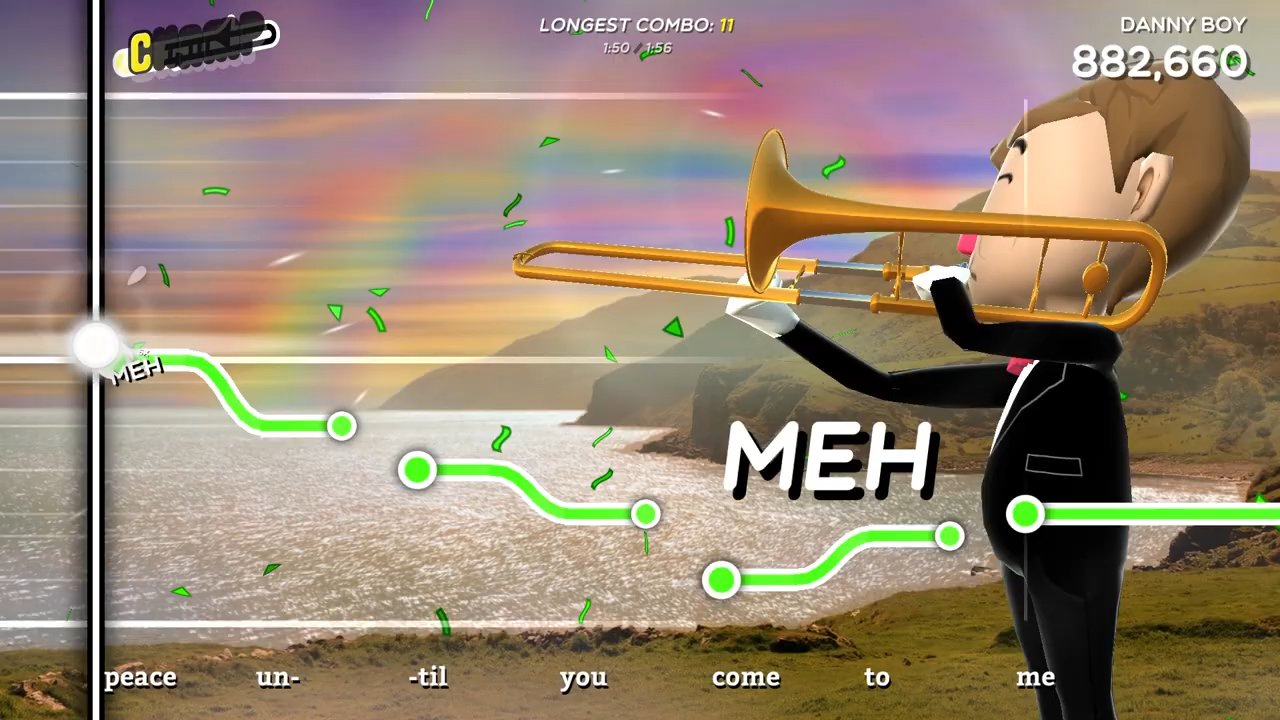 LONGEST COMBO: 11
1:50 / 1:56
DANNY BOY
882,660
C
MEH
MEH
peace un- -til you come to me